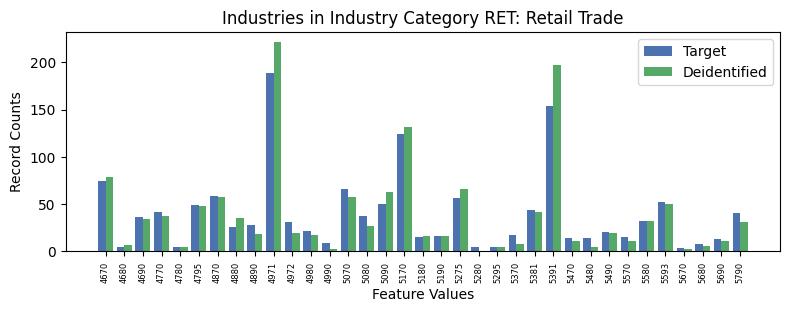 Industries in Industry Category RET: Retail Trade
Target
Deidentified
Record Counts
200
150
100
50
0
4670 4680 4690 4770 4780 4795 4870 4880 4890 4971 4972 4980 4990 5070 5080 5090 5170 5180 5190 5275 5280 5295 5370 5381 5391 5470 5480 5490 5570 5580 5593 5670 5680 5690 5790
Feature Values